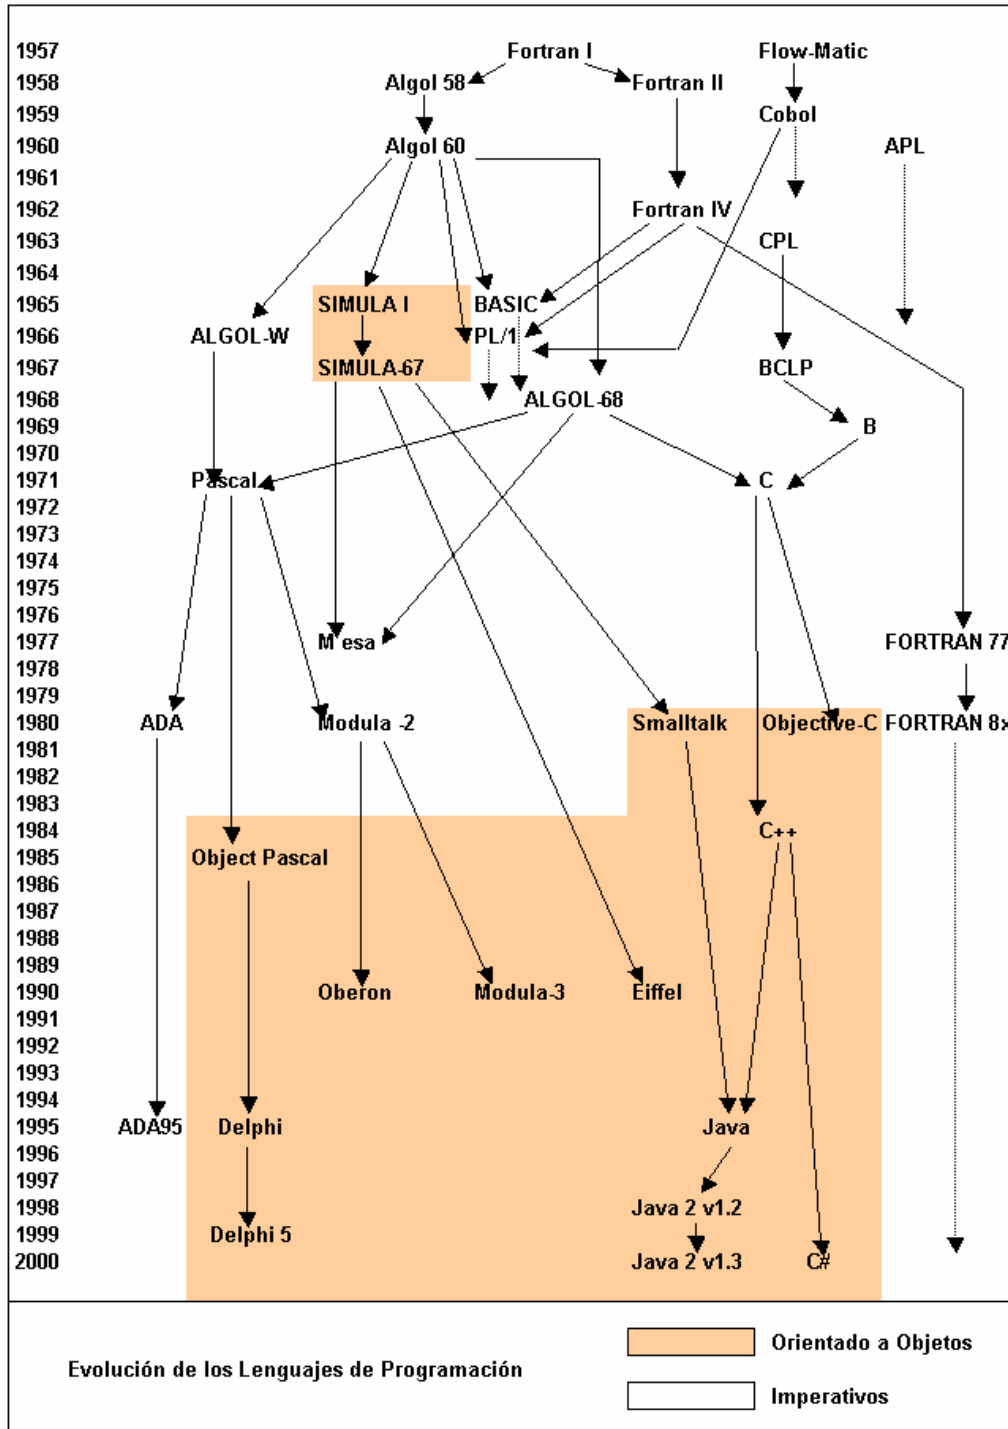 1957 Fortran I Flow-Matic
1958 Algol 58 Fortran II
1959 Cobol
1960 Algol 60 APL
1961
1962 Fortran IV
1963 CPL
1964
1965 SIMULA I BASIC
1966 ALGOL-W PL/1
1967 SIMULA-67 BCLP
1968 ALGOL-68
1969 B
1970
1971 Pascal C
1972
1973
1974
1975
1976
1977 M esa FORTRAN 77
1978
1979
1980 ADA Modula -2 Smalltalk Objective-C FORTRAN 8x
1981
1982
1983
1984 C++
1985 Object Pascal
1986
1987
1988
1989
1990 Oberon Modula-3 Eiffel
1991
1992
1993
1994
1995 ADA95 Delphi Java
1996
1997
1998 Java 2 v1.2
1999 Delphi 5
2000 Java 2 v1.3 C#
Orientado a Objetos
Evolución de los Lenguajes de Programación
Imperativos